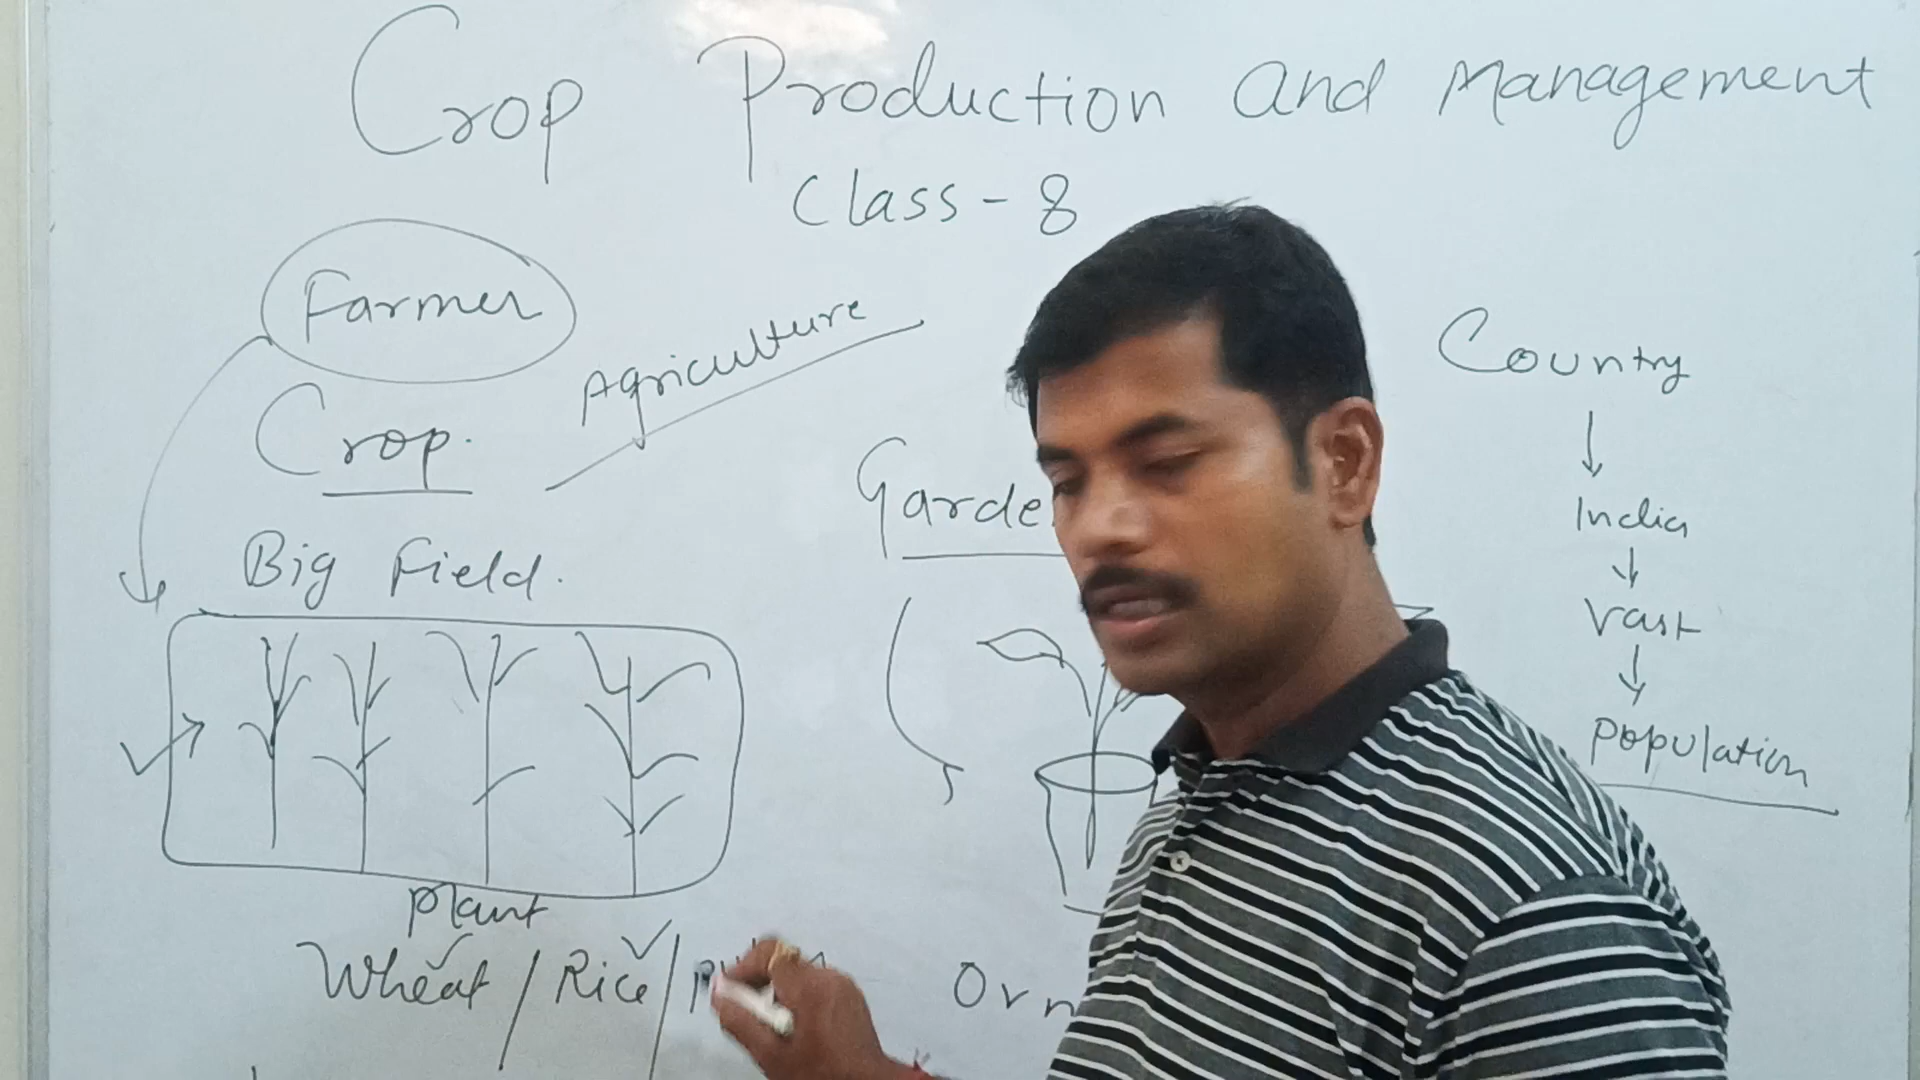 Crop Production and Management
Class - 8
Farmer
Agriculture
Crop.
Big Field.
Plant
Wheat / Rice /
Garde
Orn
Country
India
Vast
Population